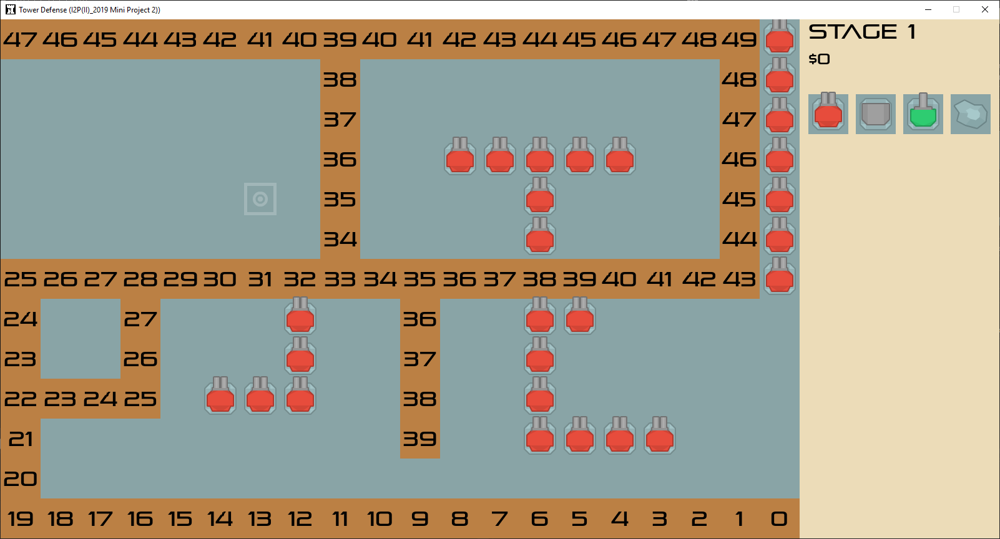 Tower Defense (I2P(II)_2019 Mini Project 2))
STAGE 1
$0
47 46 45 44 43 42 41 40 39 40 41 42 43 44 45 46 47 48 49
38 48
37 47
36 46
35 45
34 44
25 26 27 28 29 30 31 32 33 34 35 36 37 38 39 40 41 42 43
24 27 36
23 26 37
22 23 24 25 38
21 39
20
19 18 17 16 15 14 13 12 11 10 9 8 7 6 5 4 3 2 1 0